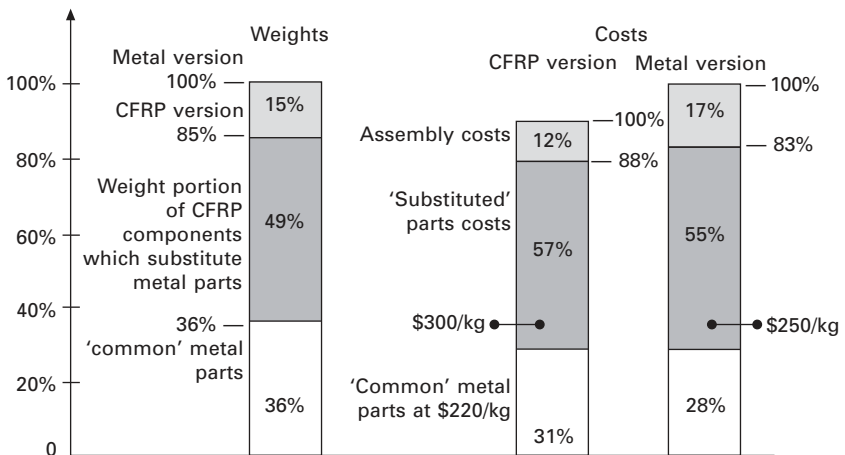 Weights
Costs
Metal version
100%
CFRP version
85%
Weight portion
of CFRP
components
which substitute
metal parts
36%
'common' metal
parts
15%
49%
36%
100%
80%
60%
40%
20%
0
CFRP version
Metal version
Assembly costs
'Substituted'
parts costs
$300/kg
'Common' metal
parts at $220/kg
12%
57%
31%
100%
88%
17%
55%
28%
100%
83%
$250/kg